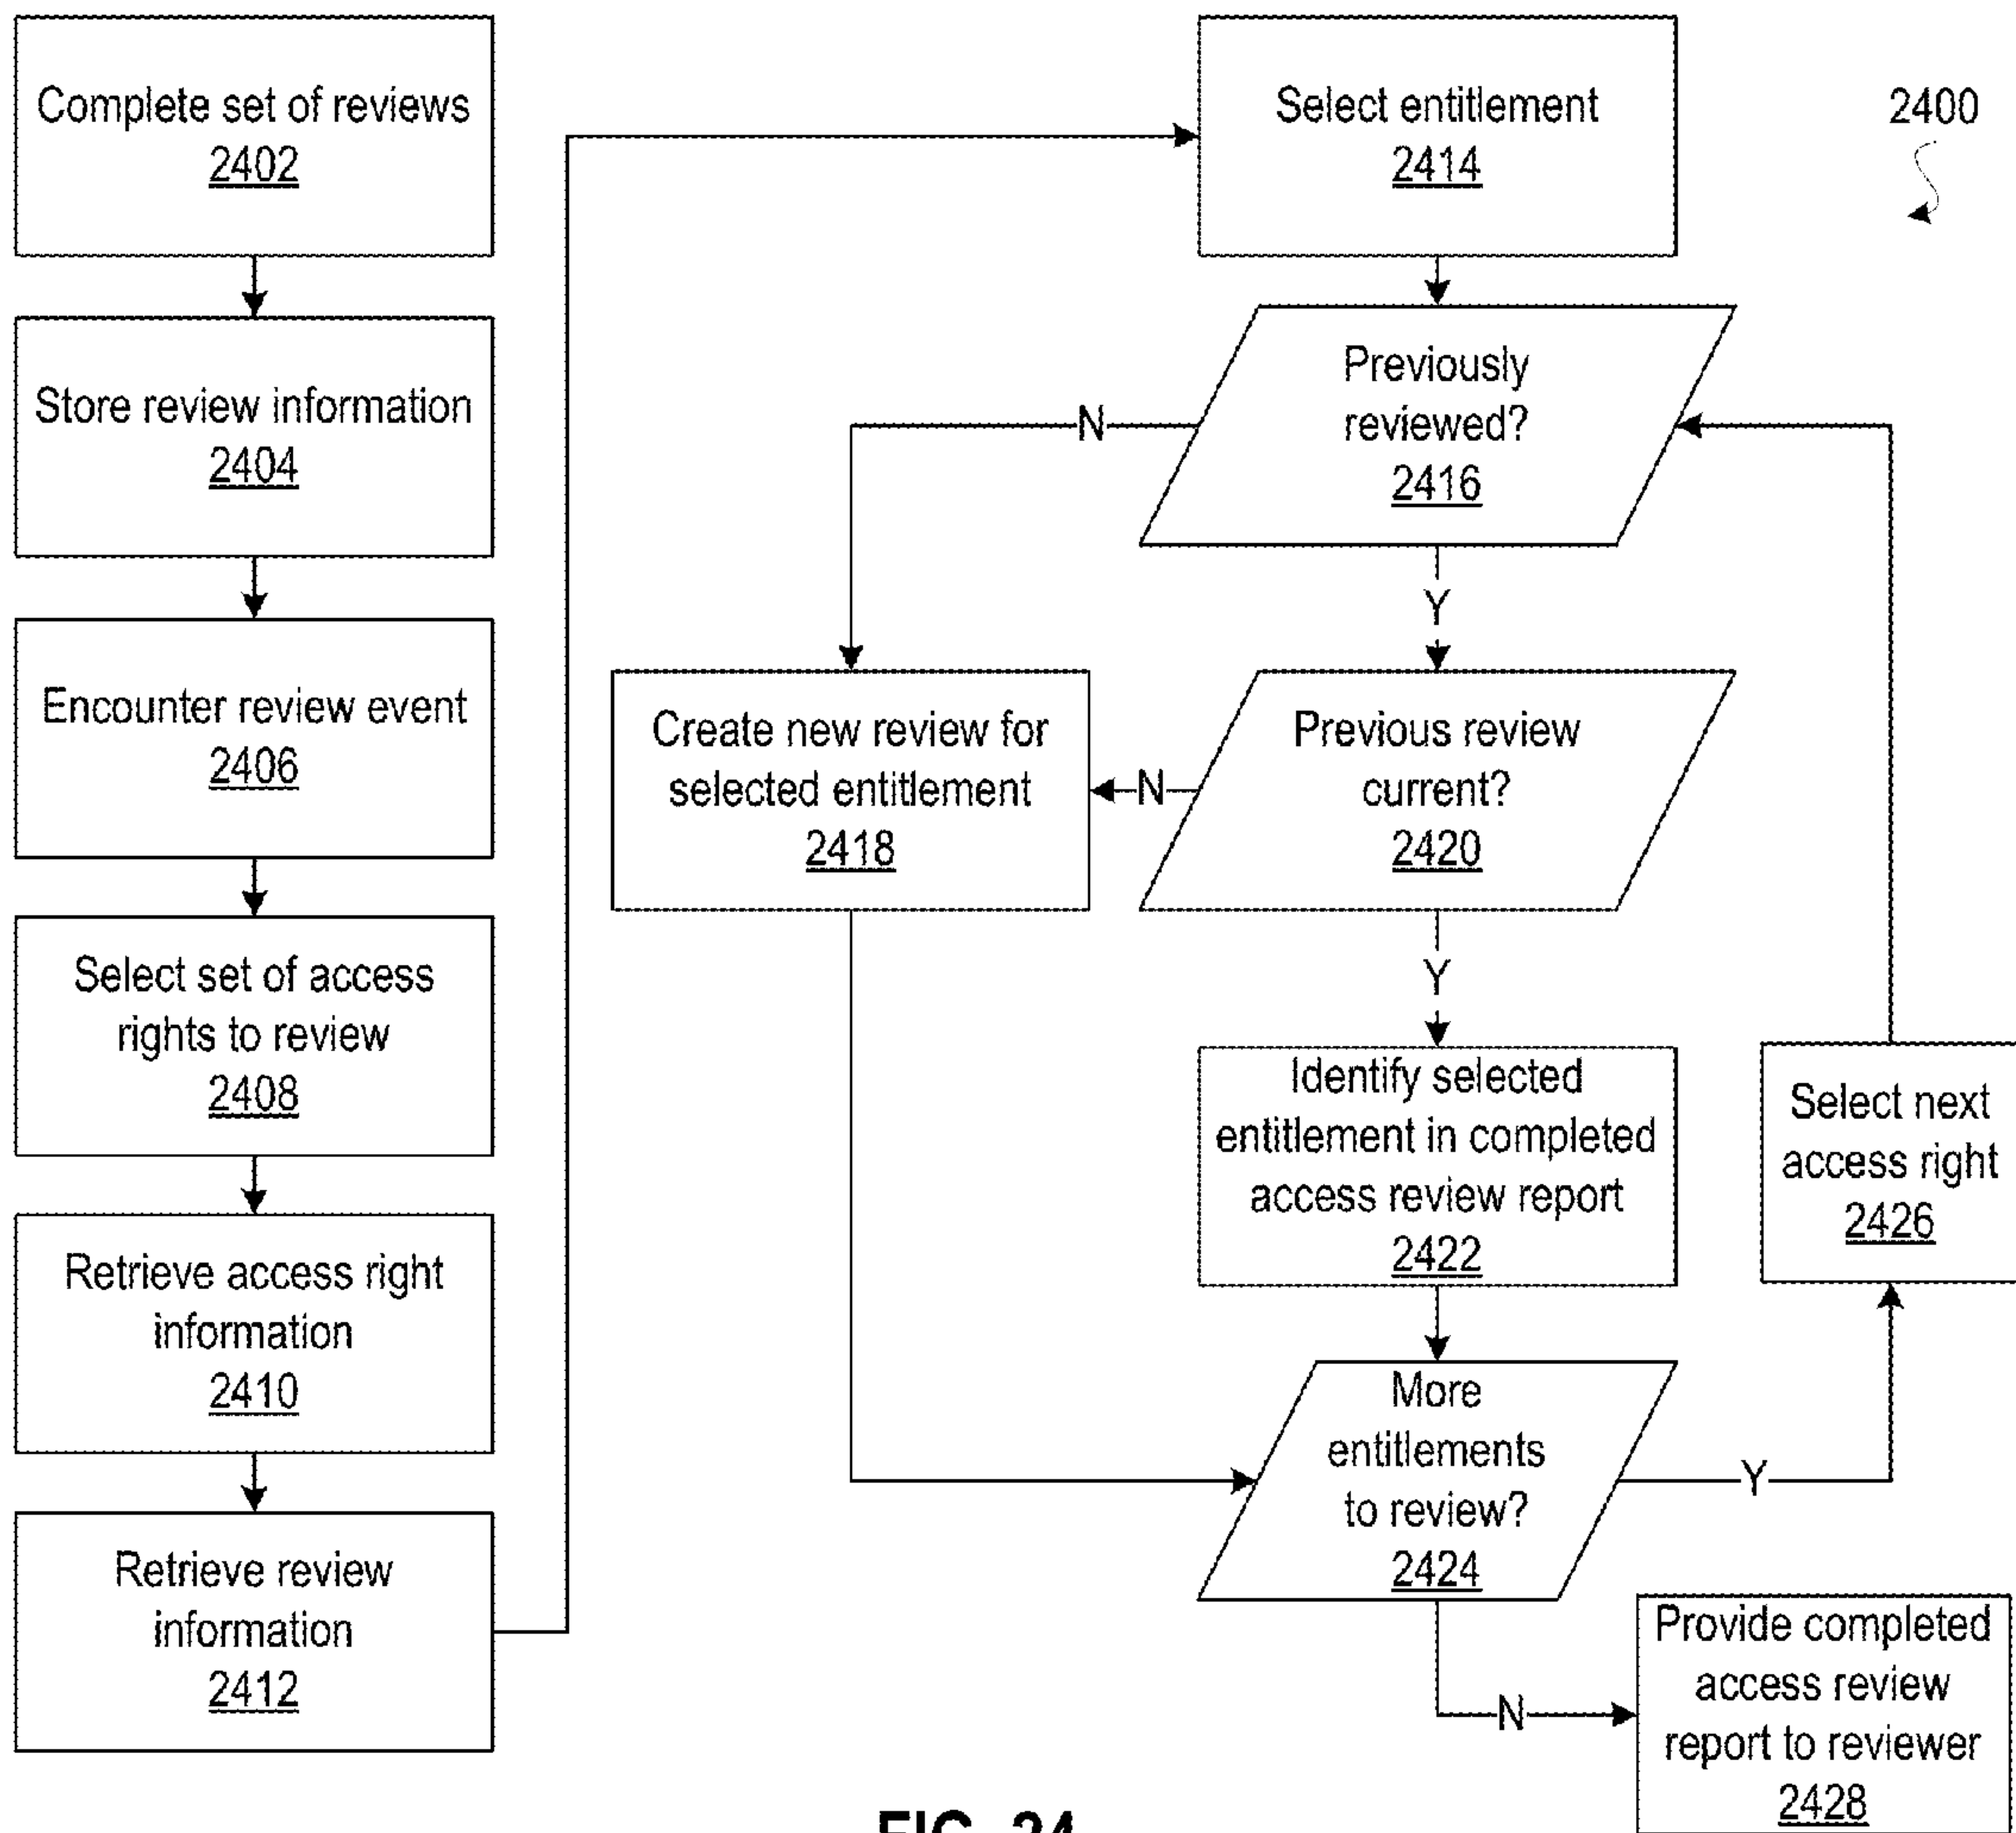 Complete set of reviews
2402
Store review information
2404
Encounter review event
2406
Select set of access
rights to review
2408
Retrieve access right
information
2410
Retrieve review
information
2412
Select entitlement
2414
2400
Previously
reviewed?
2416
N
Y
Create new review for
selected entitlement
2418
N
Previous review
current?
2420
Y
Identify selected
entitlement in completed
access review report
2422
Select next
access right
2426
More
entitlements
to review?
2424
Y
N
Provide completed
access review
report to reviewer
2428
FIG. 24